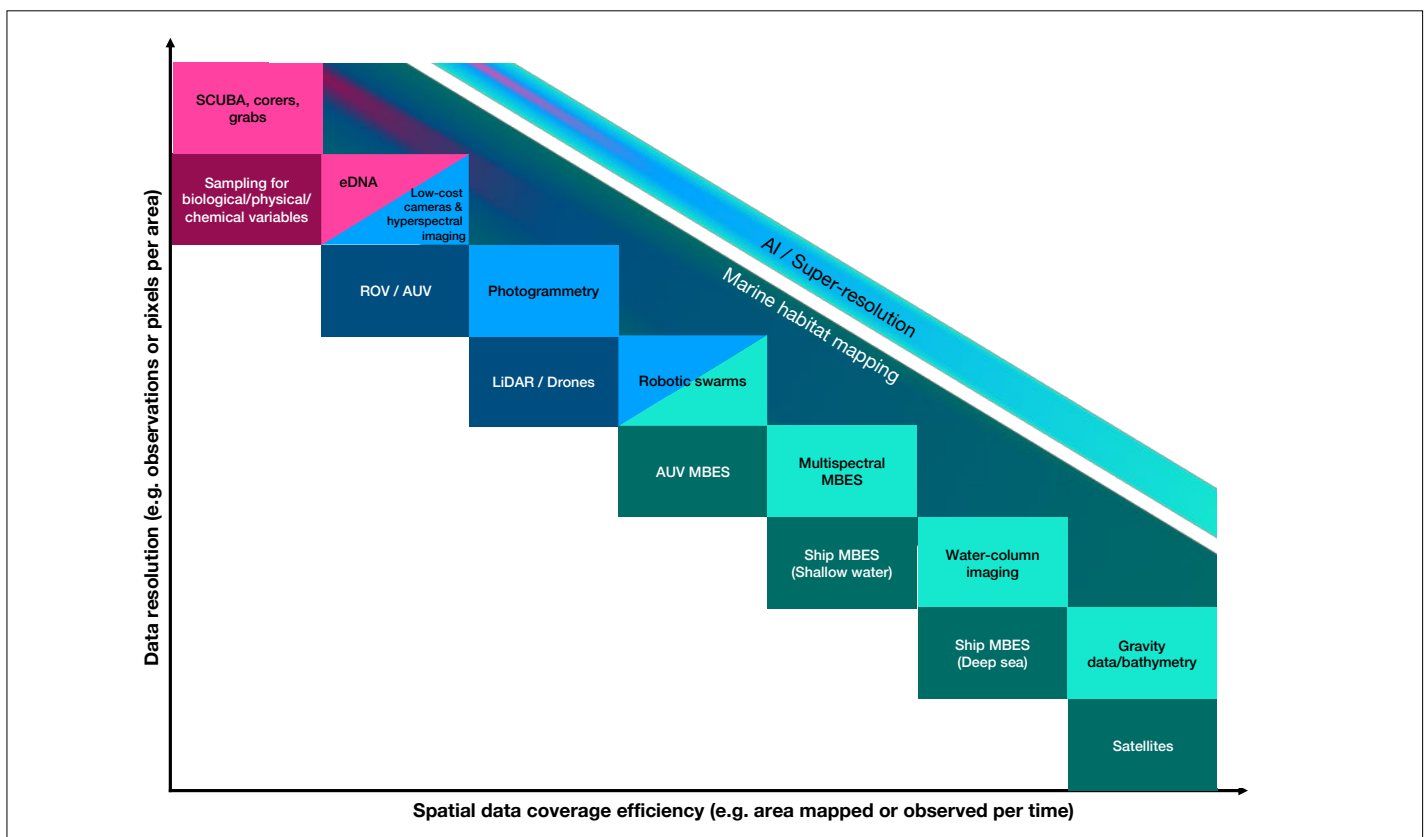 SCUBA, corers,
grabs
Sampling for
biological/physical/
chemical variables
eDNA
Low-cost
cameras &
hyperspectral
imaging
ROV / AUV
Photogrammetry
LiDAR / Drones
Robotic swarms
AUV MBES
Multispectral
MBES
Ship MBES
(Shallow water)
Water-column
imaging
Ship MBES
(Deep sea)
Gravity
data/bathymetry
Satellites
AI / Super-resolution
Marine habitat mapping
Data resolution (e.g. observations or pixels per area)
Spatial data coverage efficiency (e.g. area mapped or observed per time)